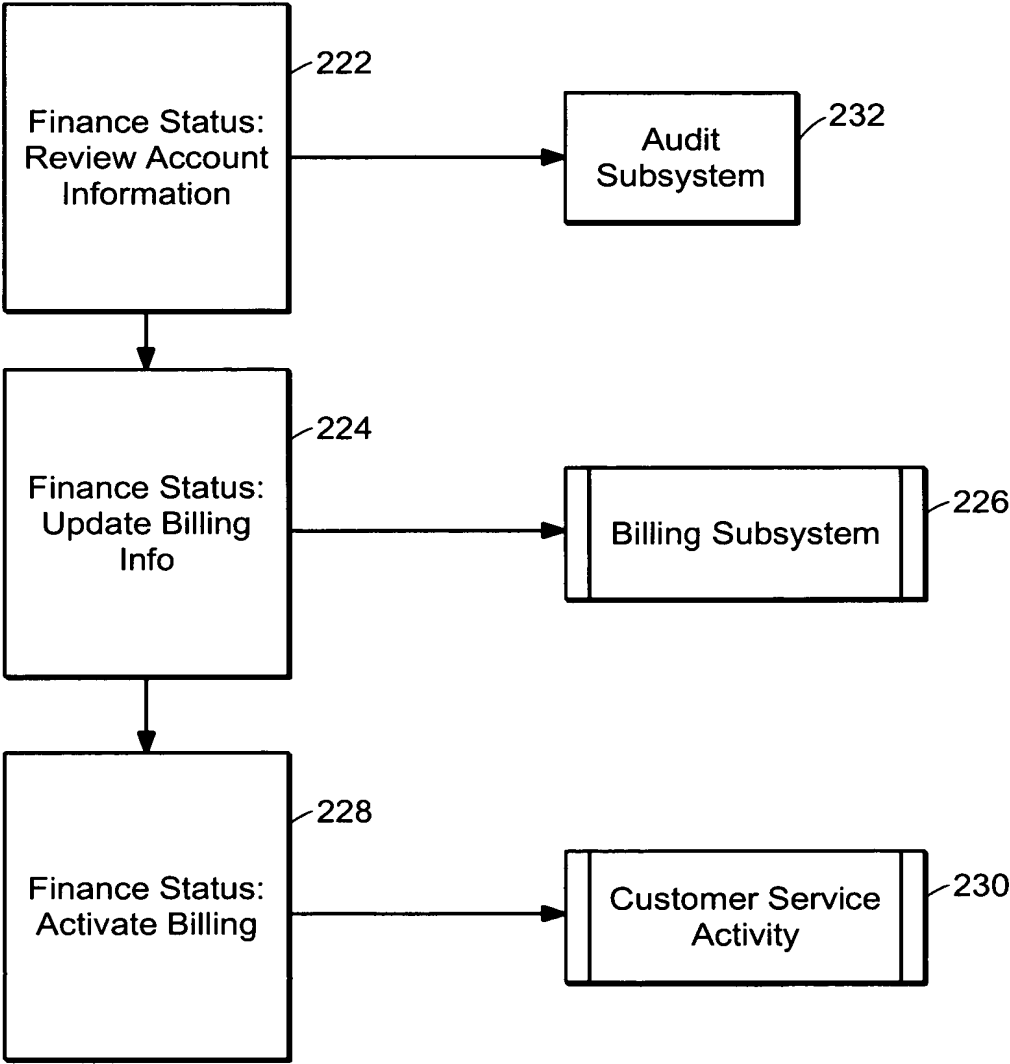 222
Finance Status:
Review Account
Information
232
Audit
Subsystem
224
Finance Status:
Update Billing
Info
226
Billing Subsystem
228
Finance Status:
Activate Billing
230
Customer Service
Activity